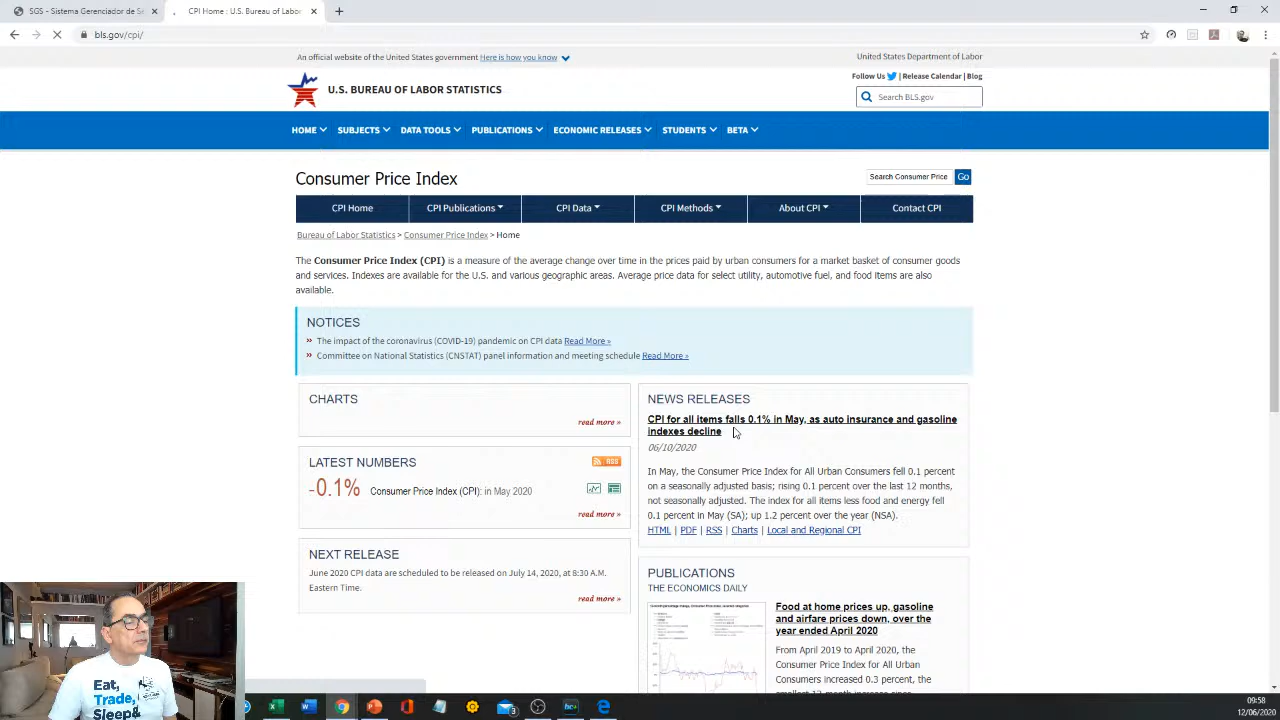 SGS - Sistema Gerenciador de Se
CPI Home : U.S. Bureau of Labor
bls.gov/cpi/
An official website of the United States government Here is how you know
United States Department of Labor
Follow Us | Release Calendar | Blog
U.S. BUREAU OF LABOR STATISTICS
Search BLS.gov
HOME SUBJECTS DATA TOOLS PUBLICATIONS ECONOMIC RELEASES STUDENTS BETA
Consumer Price Index
Search Consumer Price Go
CPI Home CPI Publications CPI Data CPI Methods About CPI Contact CPI
Bureau of Labor Statistics > Consumer Price Index > Home
The Consumer Price Index (CPI) is a measure of the average change over time in the prices paid by urban consumers for a market basket of consumer goods
and services. Indexes are available for the U.S. and various geographic areas. Average price data for select utility, automotive fuel, and food items are also
available.
NOTICES
» The impact of the coronavirus (COVID-19) pandemic on CPI data Read More »
» Committee on National Statistics (CNSTAT) panel information and meeting schedule Read More »
CHARTS
read more »
LATEST NUMBERS
RSS
-0.1% Consumer Price Index (CPI): in May 2020
read more »
NEXT RELEASE
June 2020 CPI data are scheduled to be released on July 14, 2020, at 8:30 A.M.
Eastern Time.
read more »
NEWS RELEASES
CPI for all items falls 0.1% in May, as auto insurance and gasoline
indexes decline
06/10/2020
In May, the Consumer Price Index for All Urban Consumers fell 0.1 percent
on a seasonally adjusted basis; rising 0.1 percent over the last 12 months,
not seasonally adjusted. The index for all items less food and energy fell
0.1 percent in May (SA); up 1.2 percent over the year (NSA).
HTML | PDF | RSS | Charts | Local and Regional CPI
PUBLICATIONS
THE ECONOMICS DAILY
Food at home prices up, gasoline
and airfare prices down, over the
year ended April 2020
From April 2019 to April 2020, the
Consumer Price Index for All Urban
Consumers increased 0.3 percent, the
smallest 12-month increase since
Eat,
Trade,
Sleep&
09:58
12/06/2020